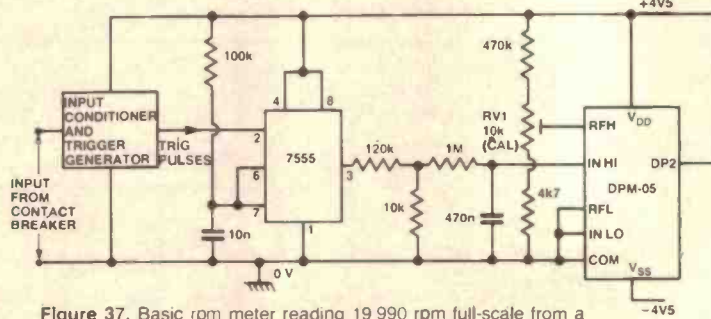 +4V5
100k
470k
INPUT
CONDITIONER
AND
TRIGGER
GENERATOR
TRIG
PULSES
4
8
2
7555
6
7
3
1
120k
1M
10k
470n
10n
RV1
10k
(CAL)
4k7
RFH
VDD
IN HI
DP2
DPM-05
RFL
IN LO
COM
VSS
-4V5
INPUT
FROM
CONTACT
BREAKER
0 V
Figure 37. Basic rpm meter reading 19 990 rpm full-scale from a